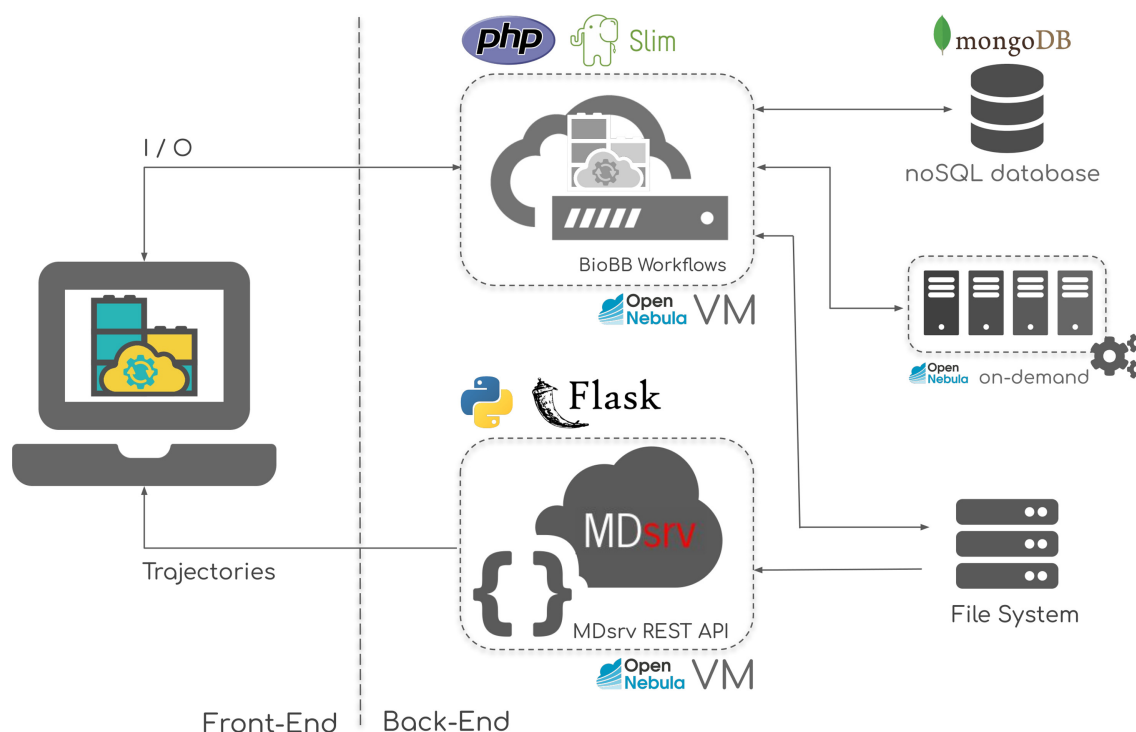 php
Slim
mongoDB
I / O
noSQL database
BioBB Workflows
Open
Nebula
VM
Open
Nebula
on-demand
Flask
MDsrv
Trajectories
MDsrv REST API
File System
Open
Nebula
VM
Front-End
Back-End